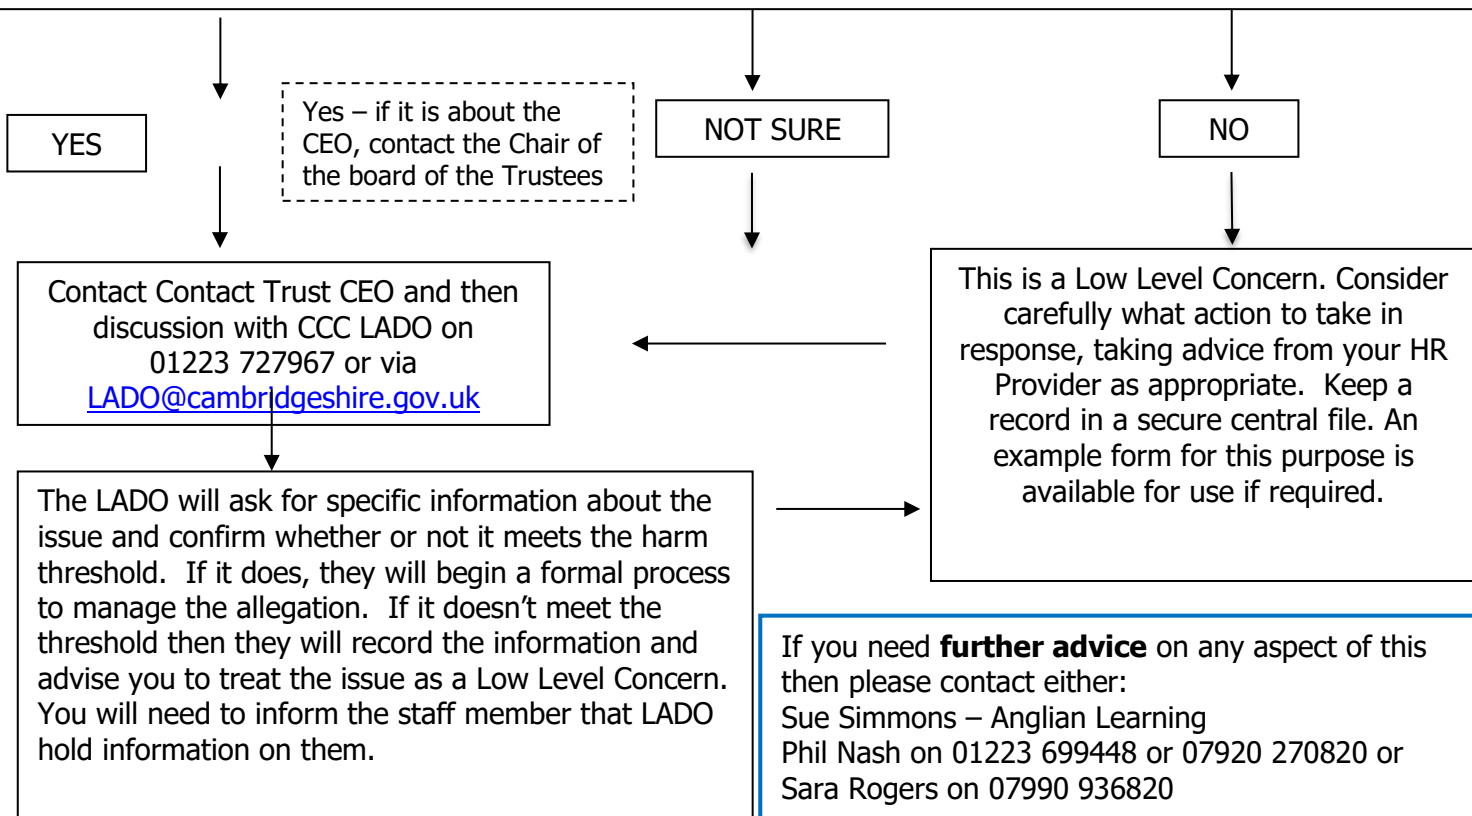 YES
Yes – if it is about the
CEO, contact the Chair of
the board of the Trustees
NOT SURE
NO
Contact Contact Trust CEO and then
discussion with CCC LADO on
01223 727967 or via
LADO@cambridgeshire.gov.uk
This is a Low Level Concern. Consider
carefully what action to take in
response, taking advice from your HR
Provider as appropriate.  Keep a
record in a secure central file. An
example form for this purpose is
available for use if required.
The LADO will ask for specific information about the
issue and confirm whether or not it meets the harm
threshold.  If it does, they will begin a formal process
to manage the allegation.  If it doesn’t meet the
threshold then they will record the information and
advise you to treat the issue as a Low Level Concern.
You will need to inform the staff member that LADO
hold information on them.
If you need further advice on any aspect of this
then please contact either:
Sue Simmons – Anglian Learning
Phil Nash on 01223 699448 or 07920 270820 or
Sara Rogers on 07990 936820